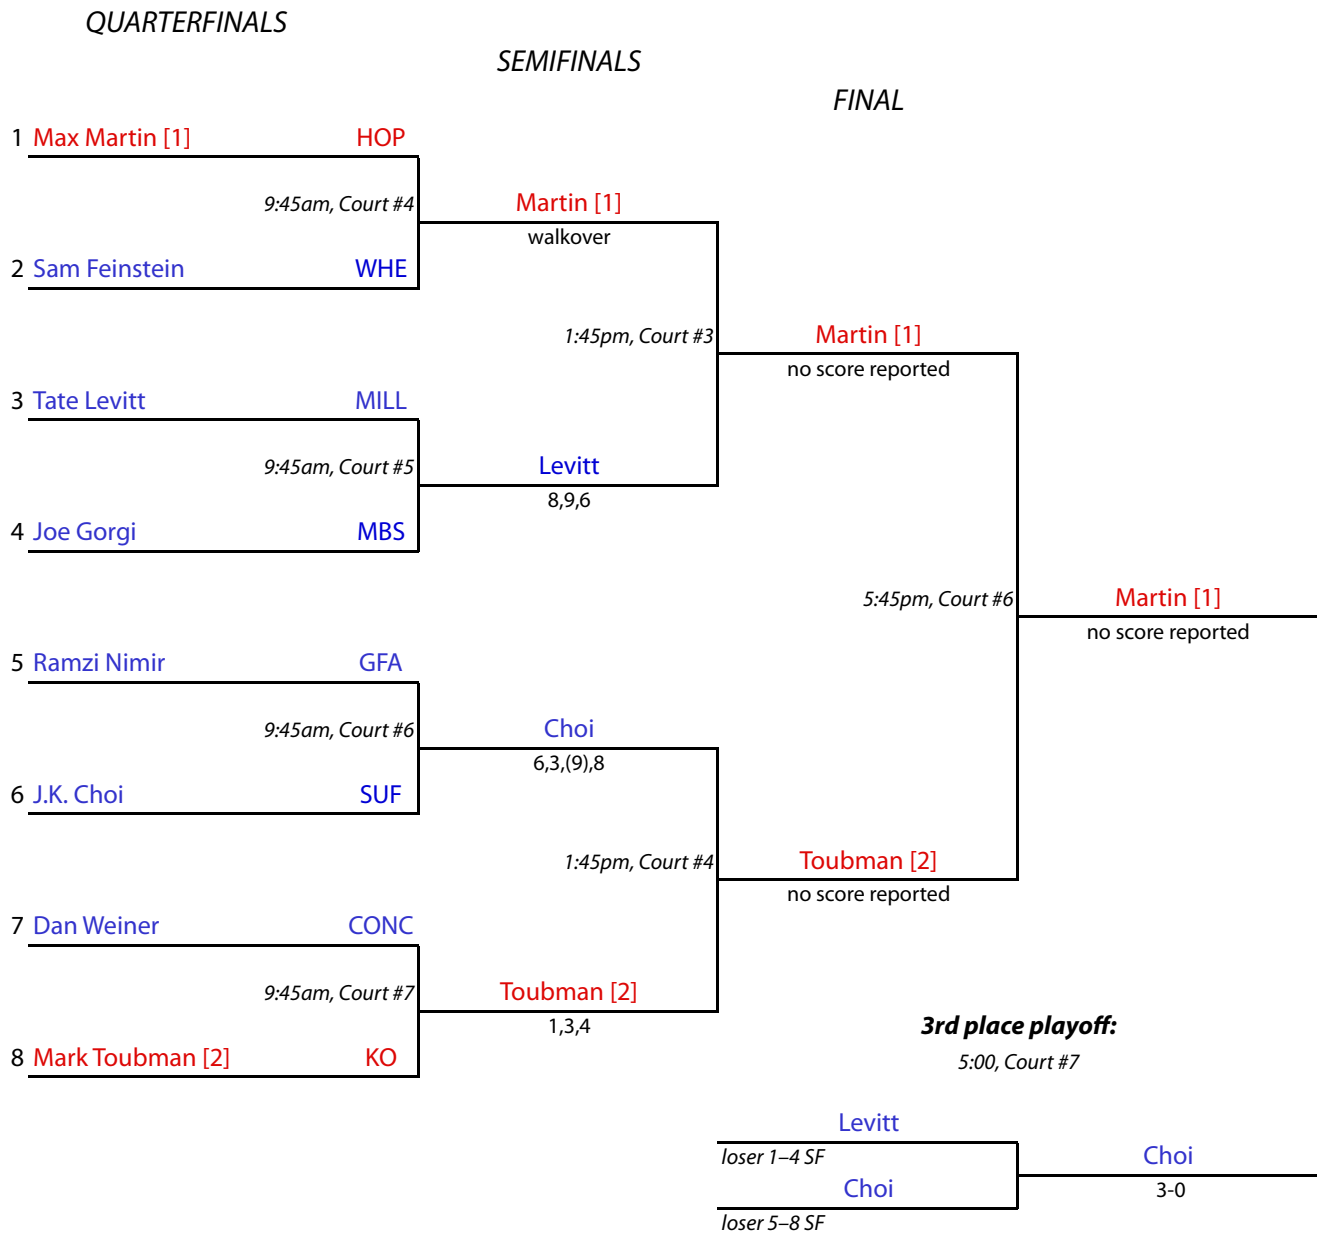 QUARTERFINALS
SEMIFINALS
FINAL
1 Max Martin [1] HOP
9:45am, Court #4
Martin [1]
walkover
2 Sam Feinstein WHE
1:45pm, Court #3
Martin [1]
no score reported
3 Tate Levitt MILL
9:45am, Court #5
Levitt
8,9,6
4 Joe Gorgi MBS
5:45pm, Court #6
Martin [1]
no score reported
5 Ramzi Nimir GFA
9:45am, Court #6
Choi
6,3,(9),8
6 J.K. Choi SUF
1:45pm, Court #4
Toubman [2]
no score reported
7 Dan Weiner CONC
9:45am, Court #7
Toubman [2]
1,3,4
8 Mark Toubman [2] KO
3rd place playoff:
5:00, Court #7
Levitt
loser 1–4 SF
Choi
3-0
Choi
loser 5–8 SF